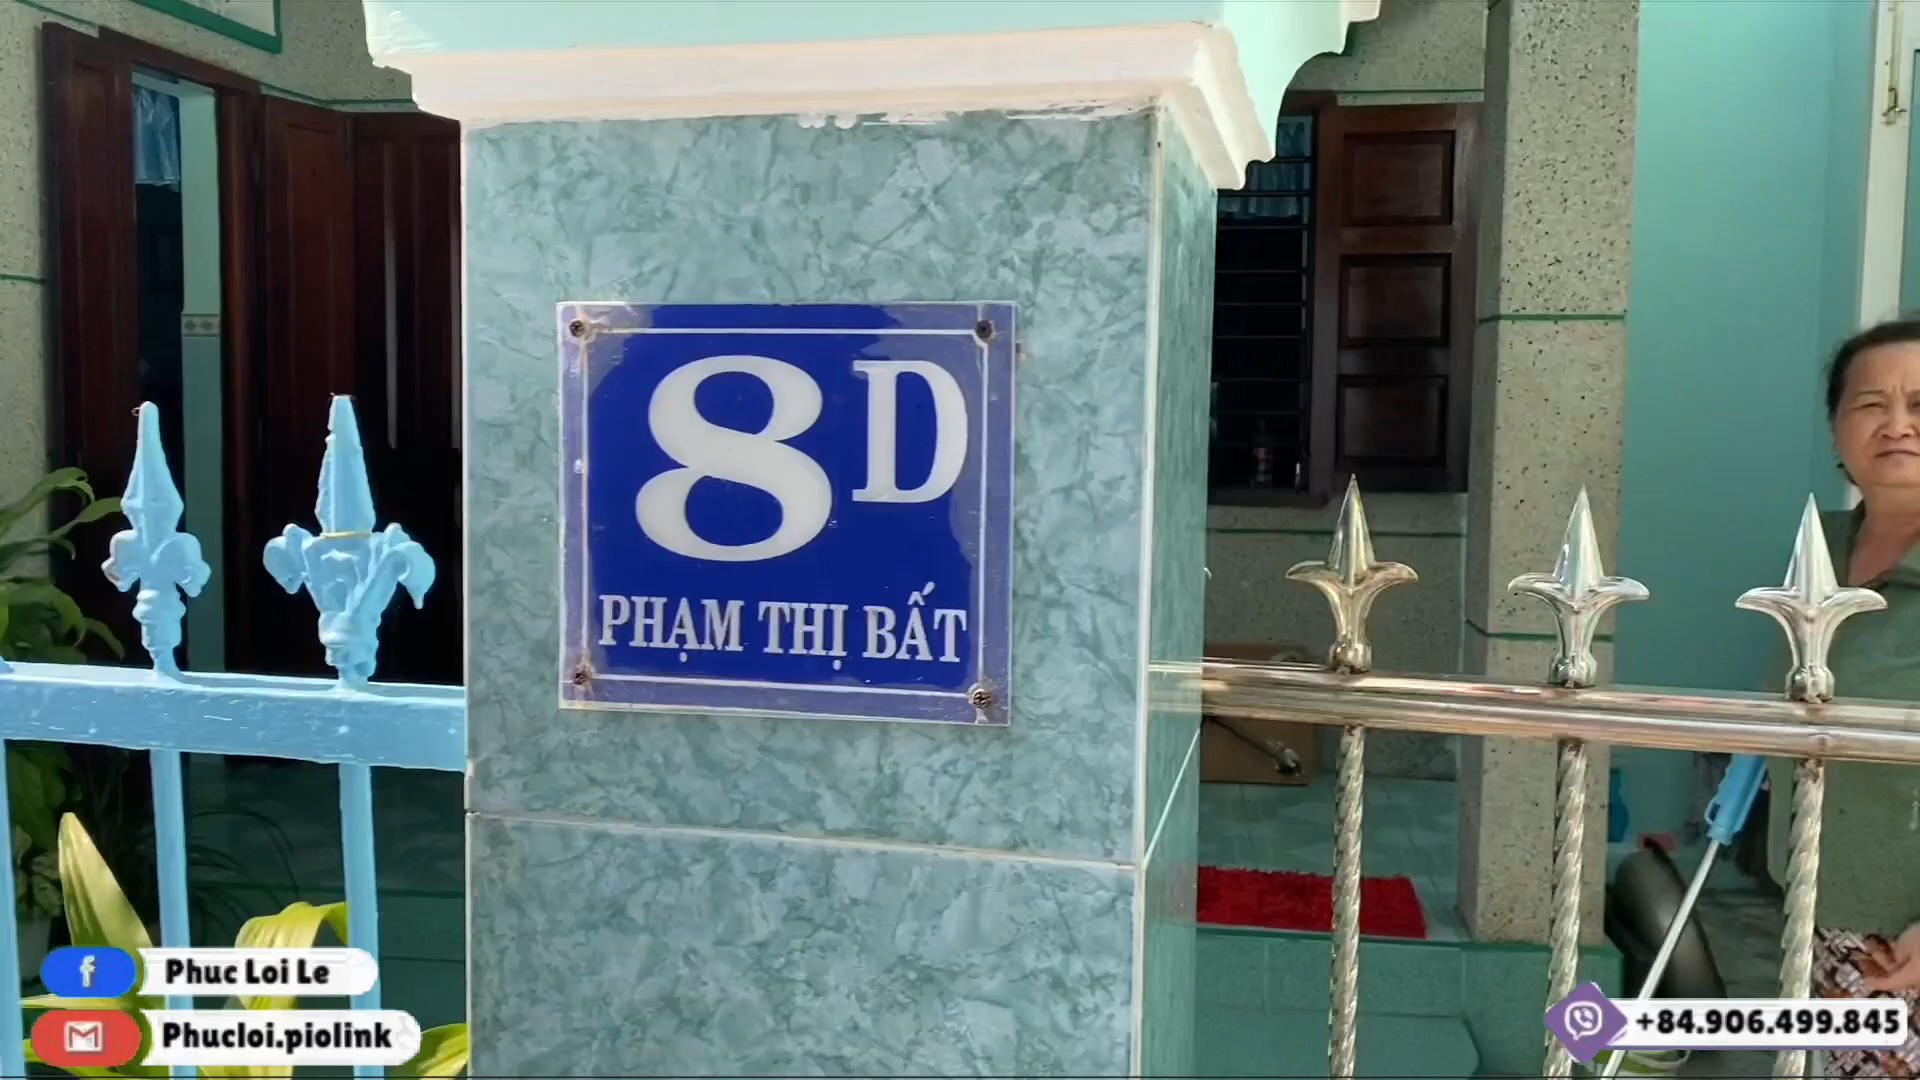 8D
PHẠM THỊ BẤT
Phuc Loi Le
Phucloi.piolink
+84.906.499.845